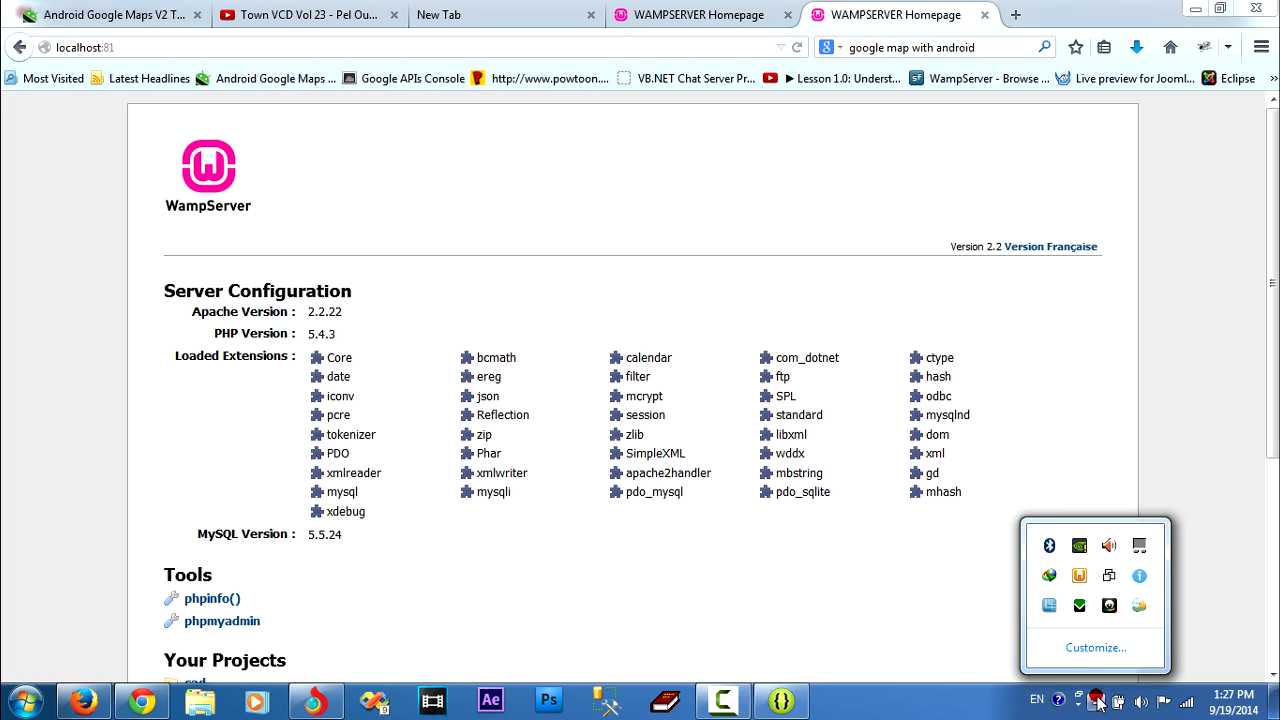 Android Google Maps V2 T...
Town VCD Vol 23 - Pel Ou...
New Tab
WAMPSERVER Homepage
WAMPSERVER Homepage
localhost:81
google map with android
Most Visited
Latest Headlines
Android Google Maps ...
Google APIs Console
http://www.powtoon....
VB.NET Chat Server Pr...
► Lesson 1.0: Underst...
WampServer - Browse ...
Live preview for Jooml...
Eclipse
WampServer
Version 2.2 Version Française
Server Configuration
Apache Version : 2.2.22
PHP Version : 5.4.3
Loaded Extensions : Core bcmath calendar com_dotnet ctype
date ereg filter ftp hash
iconv json mcrypt SPL odbc
pcre Reflection session standard mysqlnd
tokenizer zip zlib libxml dom
PDO Phar SimpleXML wddx xml
xmlreader xmlwriter apache2handler mbstring gd
mysql mysqli pdo_mysql pdo_sqlite mhash
xdebug
MySQL Version : 5.5.24
Tools
phpinfo()
phpmyadmin
Your Projects
Customize...
Ae
Ps
EN
1:27 PM
9/19/2014